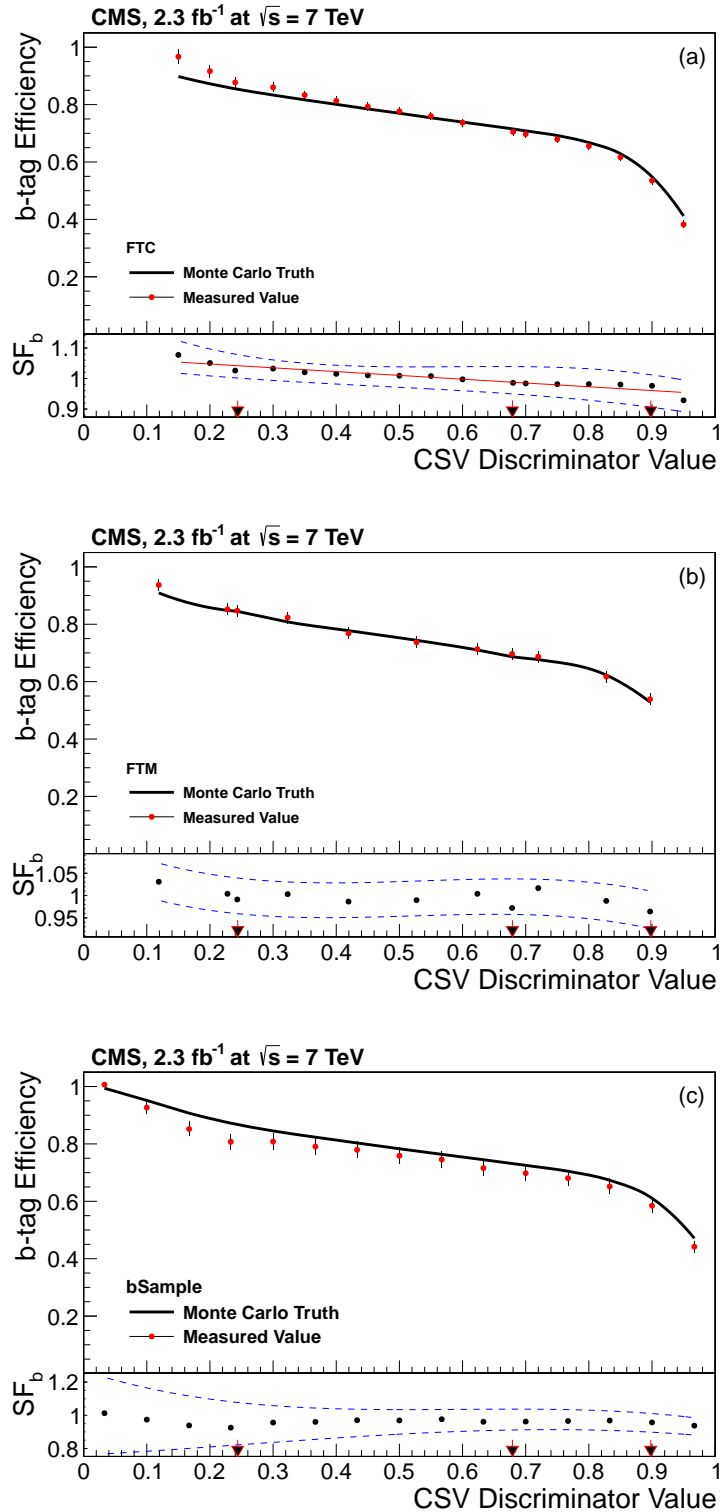 CMS, 2.3 fb⁻¹ at √s = 7 TeV
(a)
b-tag Efficiency
1
0.8
0.6
0.4
0.2
FTC
Monte Carlo Truth
Measured Value
SF_b
1.1
1
0.9
0 0.1 0.2 0.3 0.4 0.5 0.6 0.7 0.8 0.9 1
CSV Discriminator Value
CMS, 2.3 fb⁻¹ at √s = 7 TeV
(b)
b-tag Efficiency
1
0.8
0.6
0.4
0.2
FTM
Monte Carlo Truth
Measured Value
SF_b
1.05
1
0.95
0 0.1 0.2 0.3 0.4 0.5 0.6 0.7 0.8 0.9 1
CSV Discriminator Value
CMS, 2.3 fb⁻¹ at √s = 7 TeV
(c)
b-tag Efficiency
1
0.8
0.6
0.4
0.2
bSample
Monte Carlo Truth
Measured Value
SF_b
1.2
1
0.8
0 0.1 0.2 0.3 0.4 0.5 0.6 0.7 0.8 0.9 1
CSV Discriminator Value